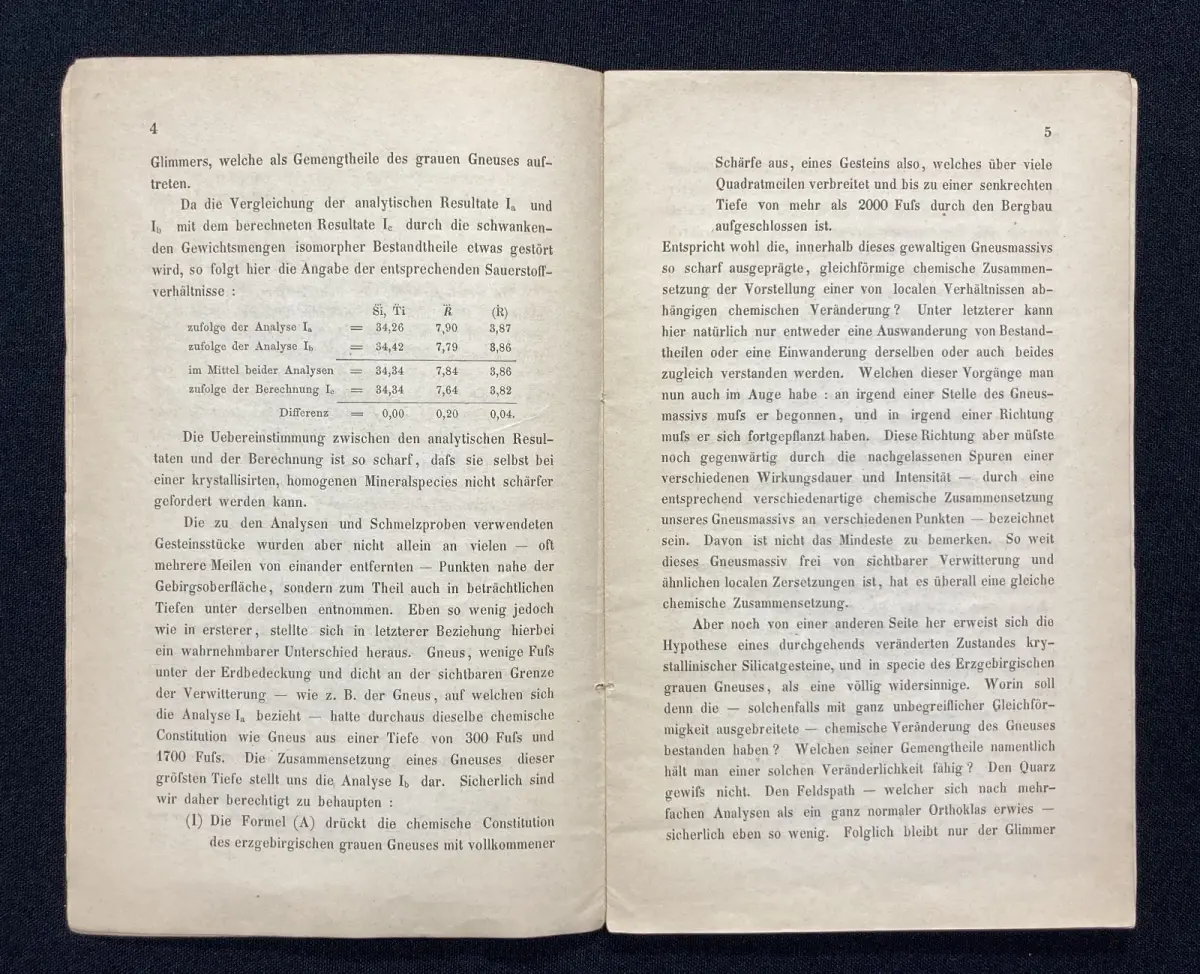 4
Glimmers, welche als Gemengtheile des grauen Gneuses auf-
treten.
Da die Vergleichung der analytischen Resultate Ia und
Ib mit dem berechneten Resultate Ic durch die schwanken-
den Gewichtsmengen isomorpher Bestandtheile etwas gestört
wird, so folgt hier die Angabe der entsprechenden Sauerstoff-
verhältnisse :
S̈i, T̈i R̈ (Ṙ)
zufolge der Analyse Ia = 34,26 7,90 3,87
zufolge der Analyse Ib = 34,42 7,79 3,86
im Mittel beider Analysen = 34,34 7,84 3,86
zufolge der Berechnung Ic = 34,34 7,64 3,82
Differenz = 0,00 0,20 0,04.
Die Uebereinstimmung zwischen den analytischen Resul-
taten und der Berechnung ist so scharf, dafs sie selbst bei
einer krystallisirten, homogenen Mineralspecies nicht schärfer
gefordert werden kann.
Die zu den Analysen und Schmelzproben verwendeten
Gesteinsstücke wurden aber nicht allein an vielen — oft
mehrere Meilen von einander entfernten — Punkten nahe der
Gebirgsoberfläche, sondern zum Theil auch in beträchtlichen
Tiefen unter derselben entnommen. Eben so wenig jedoch
wie in ersterer, stellte sich in letzterer Beziehung hierbei
ein wahrnehmbarer Unterschied heraus. Gneus, wenige Fufs
unter der Erdbedeckung und dicht an der sichtbaren Grenze
der Verwitterung — wie z. B. der Gneus, auf welchen sich
die Analyse Ia bezieht — hatte durchaus dieselbe chemische
Constitution wie Gneus aus einer Tiefe von 300 Fufs und
1700 Fufs. Die Zusammensetzung eines Gneuses dieser
gröfsten Tiefe stellt uns die Analyse Ib dar. Sicherlich sind
wir daher berechtigt zu behaupten :
(1) Die Formel (A) drückt die chemische Constitution
des erzgebirgischen grauen Gneuses mit vollkommener
5
Schärfe aus, eines Gesteins also, welches über viele
Quadratmeilen verbreitet und bis zu einer senkrechten
Tiefe von mehr als 2000 Fufs durch den Bergbau
aufgeschlossen ist.
Entspricht wohl die, innerhalb dieses gewaltigen Gneusmassivs
so scharf ausgeprägte, gleichförmige chemische Zusammen-
setzung der Vorstellung einer von localen Verhältnissen ab-
hängigen chemischen Veränderung? Unter letzterer kann
hier natürlich nur entweder eine Auswanderung von Bestand-
theilen oder eine Einwanderung derselben oder auch beides
zugleich verstanden werden. Welchen dieser Vorgänge man
nun auch im Auge habe : an irgend einer Stelle des Gneus-
massivs mufs er begonnen, und in irgend einer Richtung
mufs er sich fortgepflanzt haben. Diese Richtung aber müfste
noch gegenwärtig durch die nachgelassenen Spuren einer
verschiedenen Wirkungsdauer und Intensität — durch eine
entsprechend verschiedenartige chemische Zusammensetzung
unseres Gneusmassivs an verschiedenen Punkten — bezeichnet
sein. Davon ist nicht das Mindeste zu bemerken. So weit
dieses Gneusmassiv frei von sichtbarer Verwitterung und
ähnlichen localen Zersetzungen ist, hat es überall eine gleiche
chemische Zusammensetzung.
Aber noch von einer anderen Seite her erweist sich die
Hypothese eines durchgehends veränderten Zustandes kry-
stallinischer Silicatgesteine, und in specie des Erzgebirgischen
grauen Gneuses, als eine völlig widersinnige. Worin soll
denn die — solchenfalls mit ganz unbegreiflicher Gleichför-
migkeit ausgebreitete — chemische Veränderung des Gneuses
bestanden haben? Welchen seiner Gemengtheile namentlich
hält man einer solchen Veränderlichkeit fähig? Den Quarz
gewifs nicht. Den Feldspath — welcher sich nach mehr-
fachen Analysen als ein ganz normaler Orthoklas erwies —
sicherlich eben so wenig. Folglich bleibt nur der Glimmer